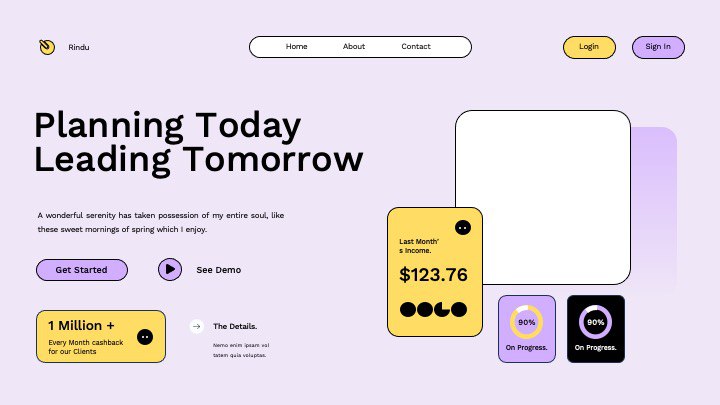 Rindu
Home
About
Contact
Login
Sign In
Planning Today
Leading Tomorrow
A wonderful serenity has taken possession of my entire soul, like
these sweet mornings of spring which I enjoy.
Get Started
See Demo
1 Million +
Every Month cashback
for our Clients
The Details.
Nemo enim ipsam vol
tatem quia voluptas.
Last Month'
s Income.
$123.76
90%
On Progress.
90%
On Progress.